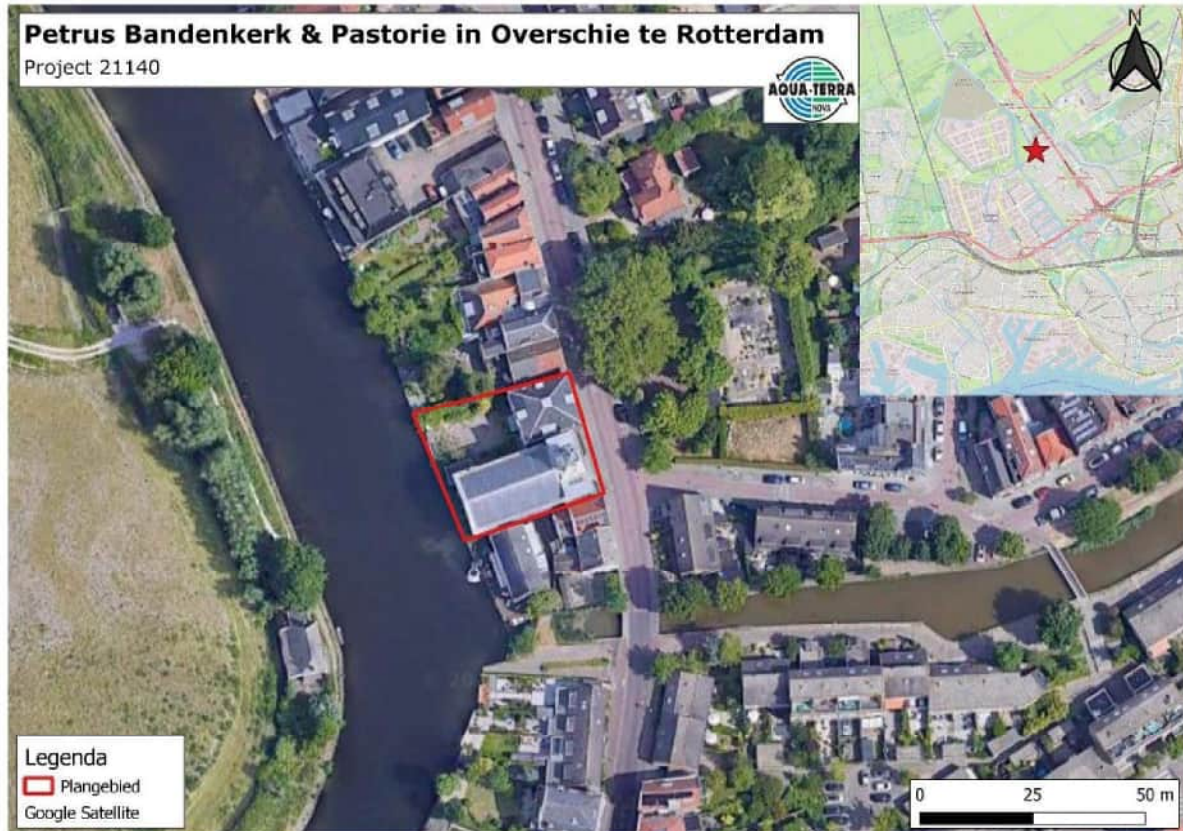 Petrus Bandenkerk & Pastorie in Overschie te Rotterdam
Project 21140
AQUA-TERRA
NOVA
N
Legenda
Plangebied
Google Satellite
0 25 50 m